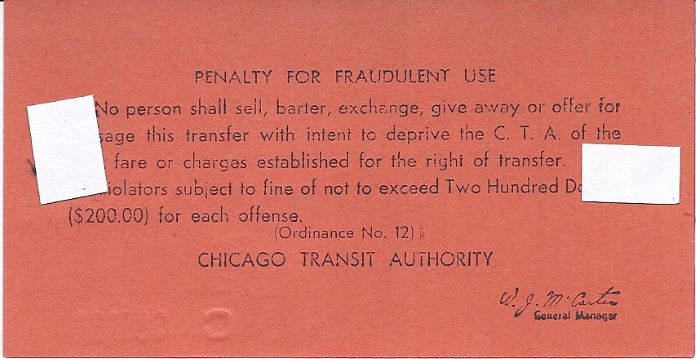 PENALTY FOR FRAUDULENT USE
No person shall sell, barter, exchange, give away or offer for
sage this transfer with intent to deprive the C. T. A. of the
fare or charges established for the right of transfer.
iolators subject to fine of not to exceed Two Hundred Do
($200.00) for each offense.
(Ordinance No. 12)
CHICAGO TRANSIT AUTHORITY
W. J. McCarter
General Manager